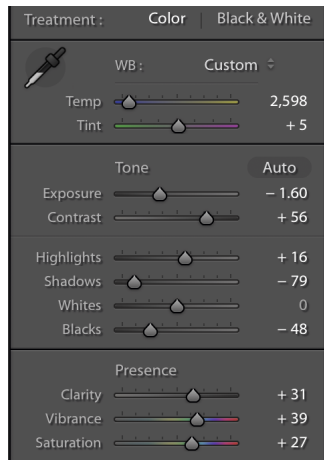 Treatment : Color | Black & White
WB : Custom
Temp 2,598
Tint + 5
Tone Auto
Exposure − 1.60
Contrast + 56
Highlights + 16
Shadows − 79
Whites 0
Blacks − 48
Presence
Clarity + 31
Vibrance + 39
Saturation + 27